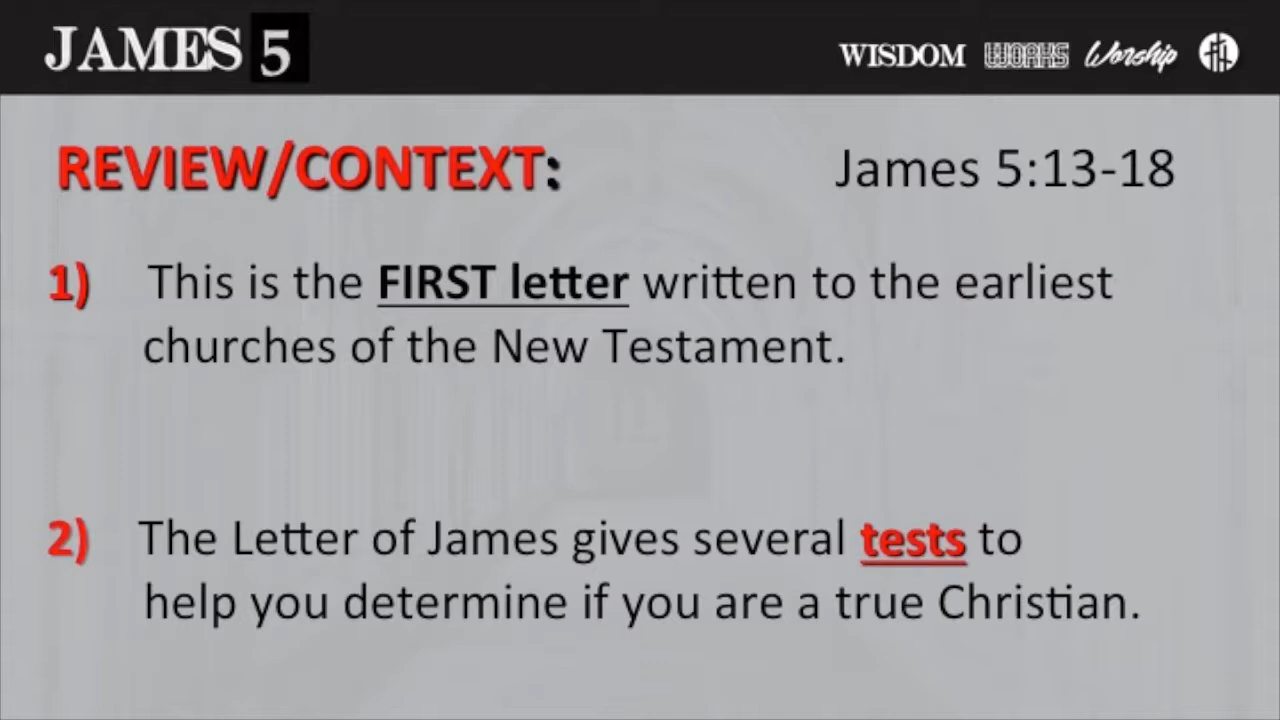 JAMES 5
WISDOM WORKS Worship
REVIEW/CONTEXT: James 5:13-18
1) This is the FIRST letter written to the earliest
churches of the New Testament.
2) The Letter of James gives several tests to
help you determine if you are a true Christian.